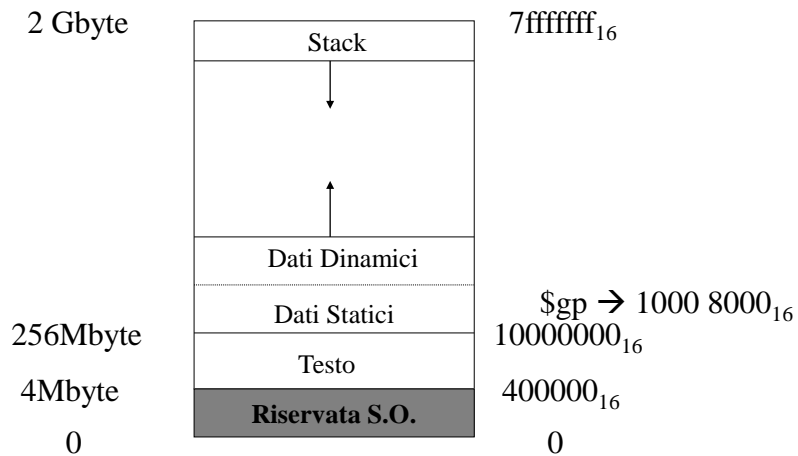 2 Gbyte
Stack
7fffffff₁₆
Dati Dinamici
$gp → 1000 8000₁₆
Dati Statici
256Mbyte
10000000₁₆
Testo
4Mbyte
400000₁₆
Riservata S.O.
0
0